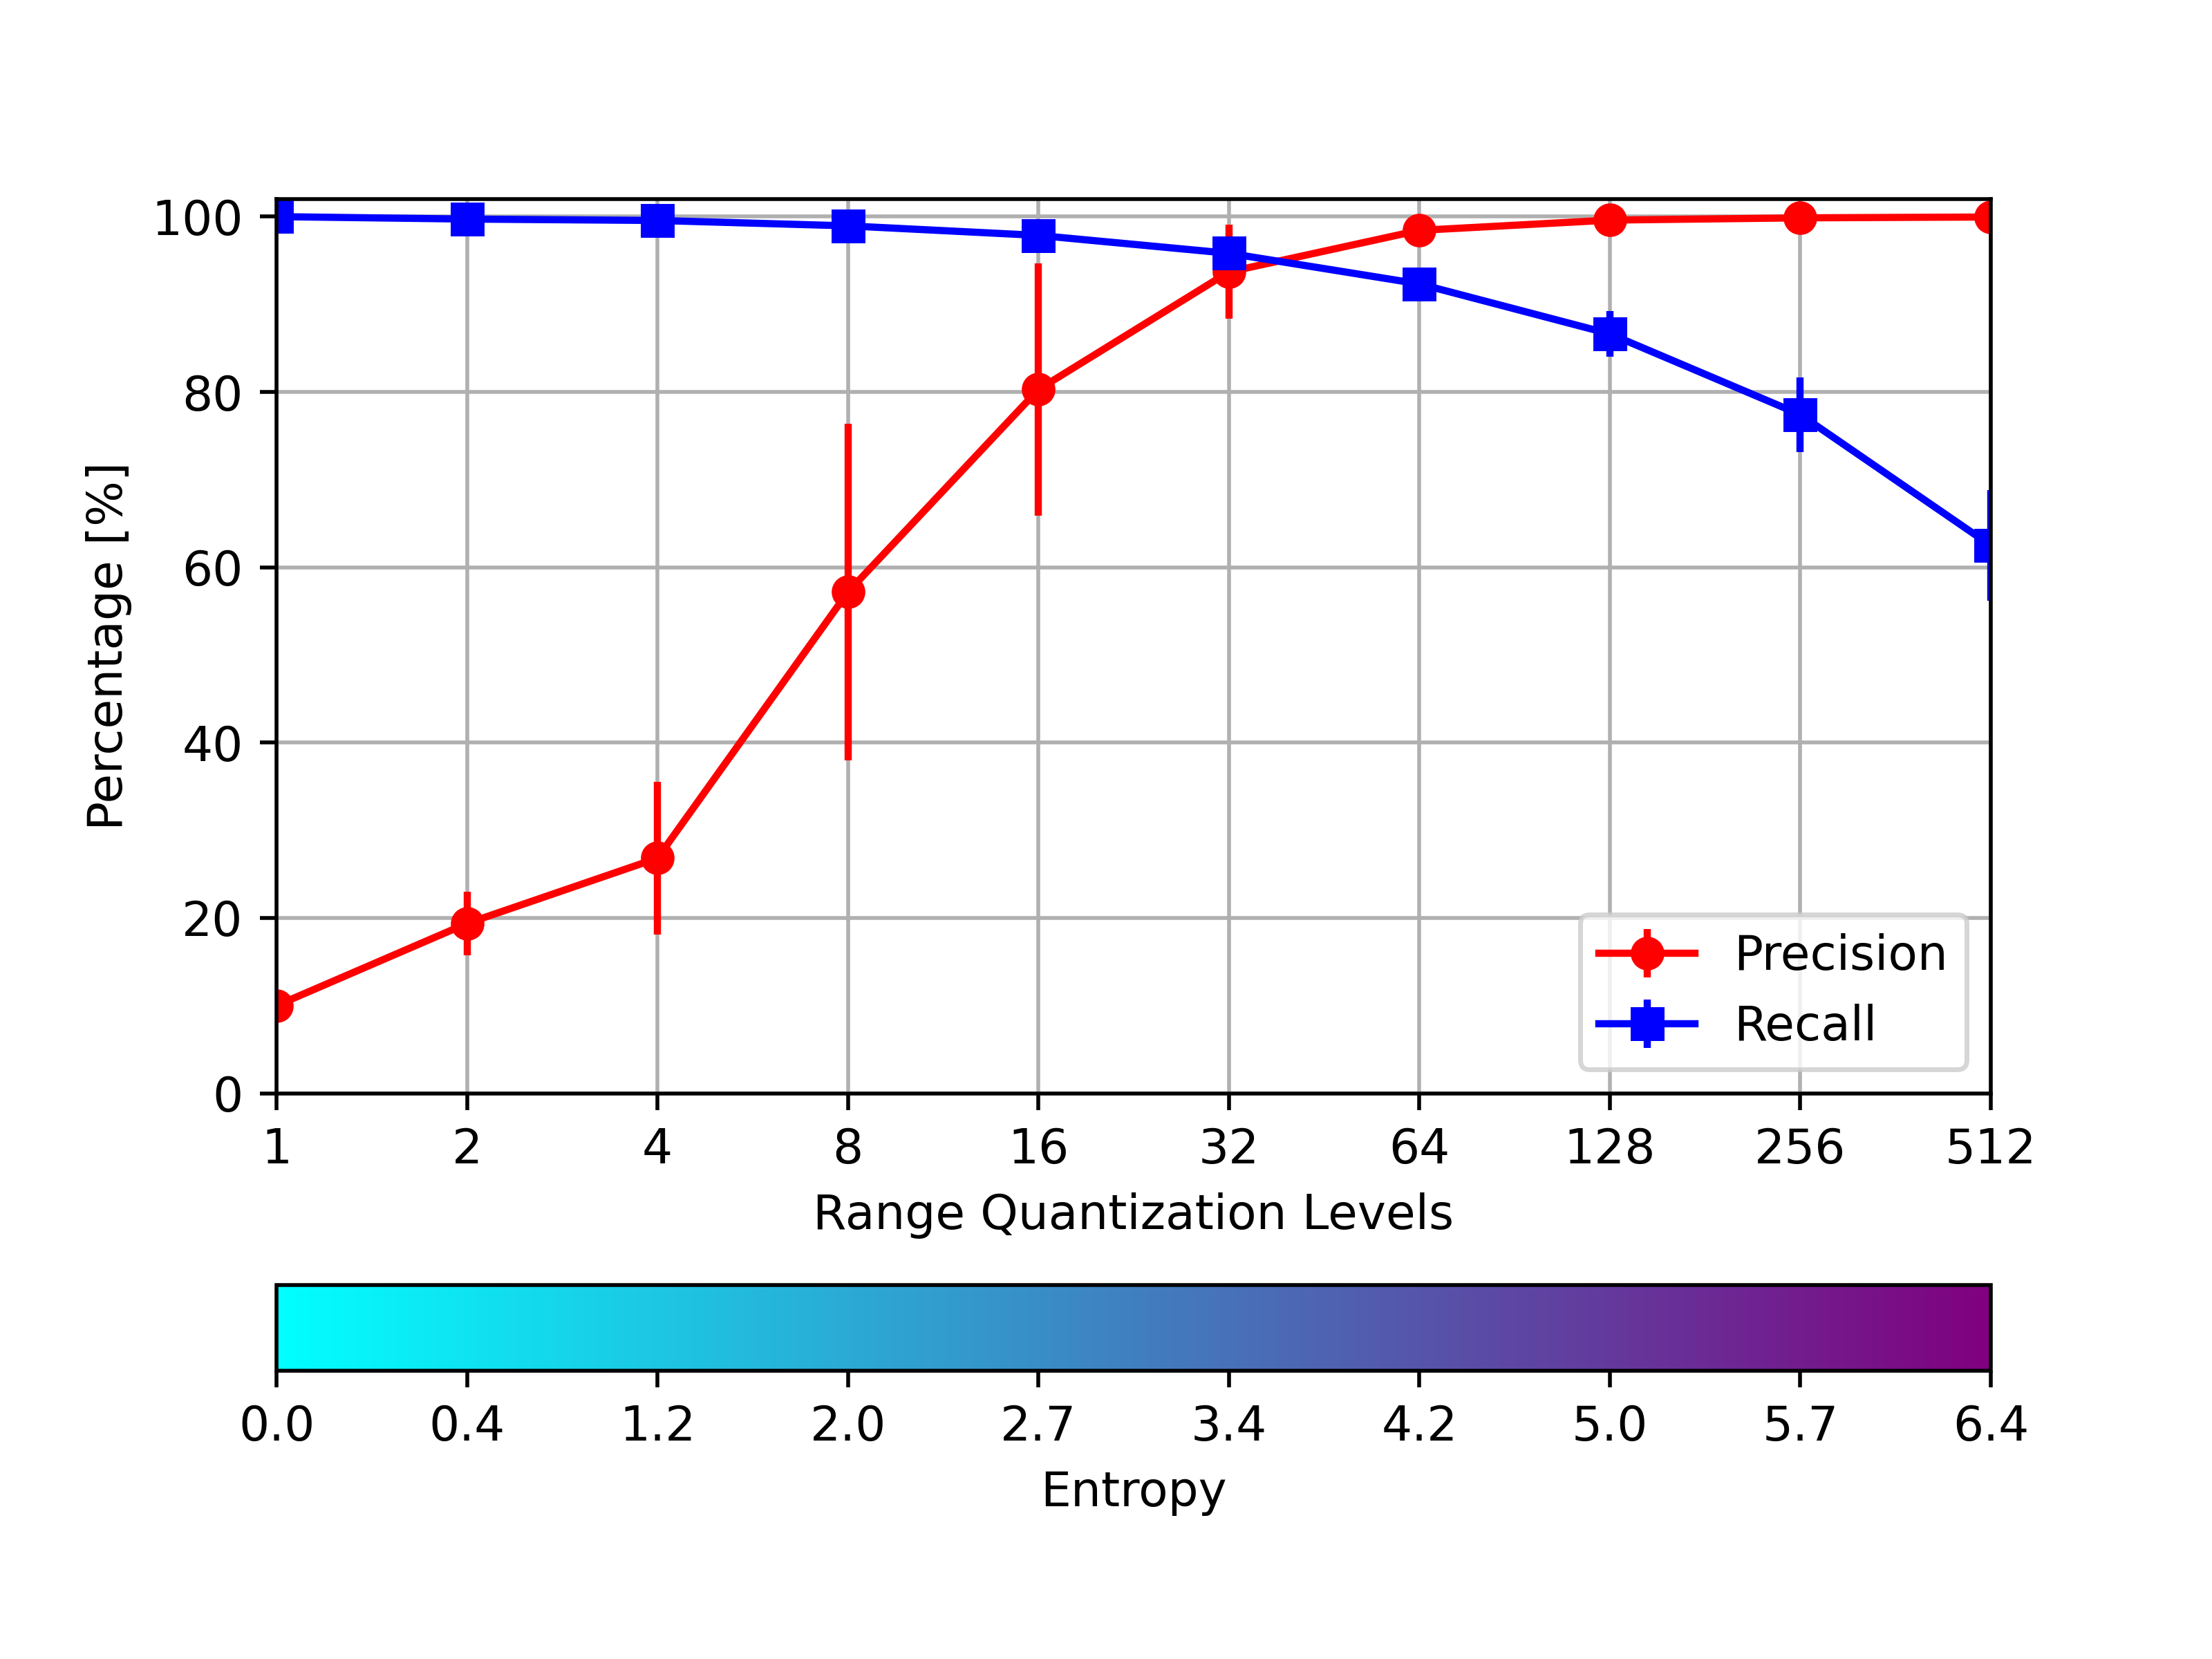 100
80
60
40
20
0
Percentage [%]
Precision
Recall
1 2 4 8 16 32 64 128 256 512
Range Quantization Levels
0.0 0.4 1.2 2.0 2.7 3.4 4.2 5.0 5.7 6.4
Entropy